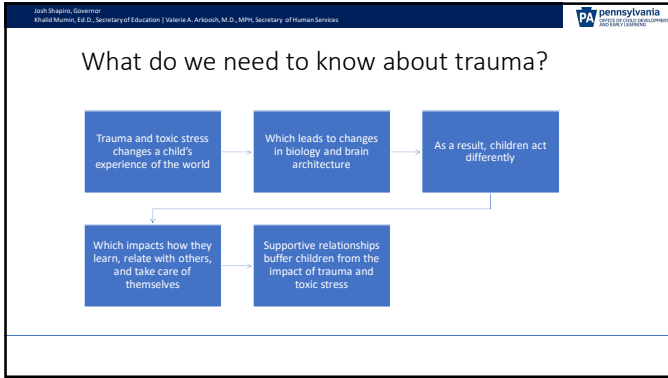 Josh Shapiro, Governor
Khalid Mumin, Ed.D., Secretary of Education | Valerie A. Arkoosh, M.D., MPH, Secretary of Human Services
PA pennsylvania
OFFICE OF CHILD DEVELOPMENT
AND EARLY LEARNING
What do we need to know about trauma?
Trauma and toxic stress
changes a child's
experience of the world
Which leads to changes
in biology and brain
architecture
As a result, children act
differently
Which impacts how they
learn, relate with others,
and take care of
themselves
Supportive relationships
buffer children from the
impact of trauma and
toxic stress